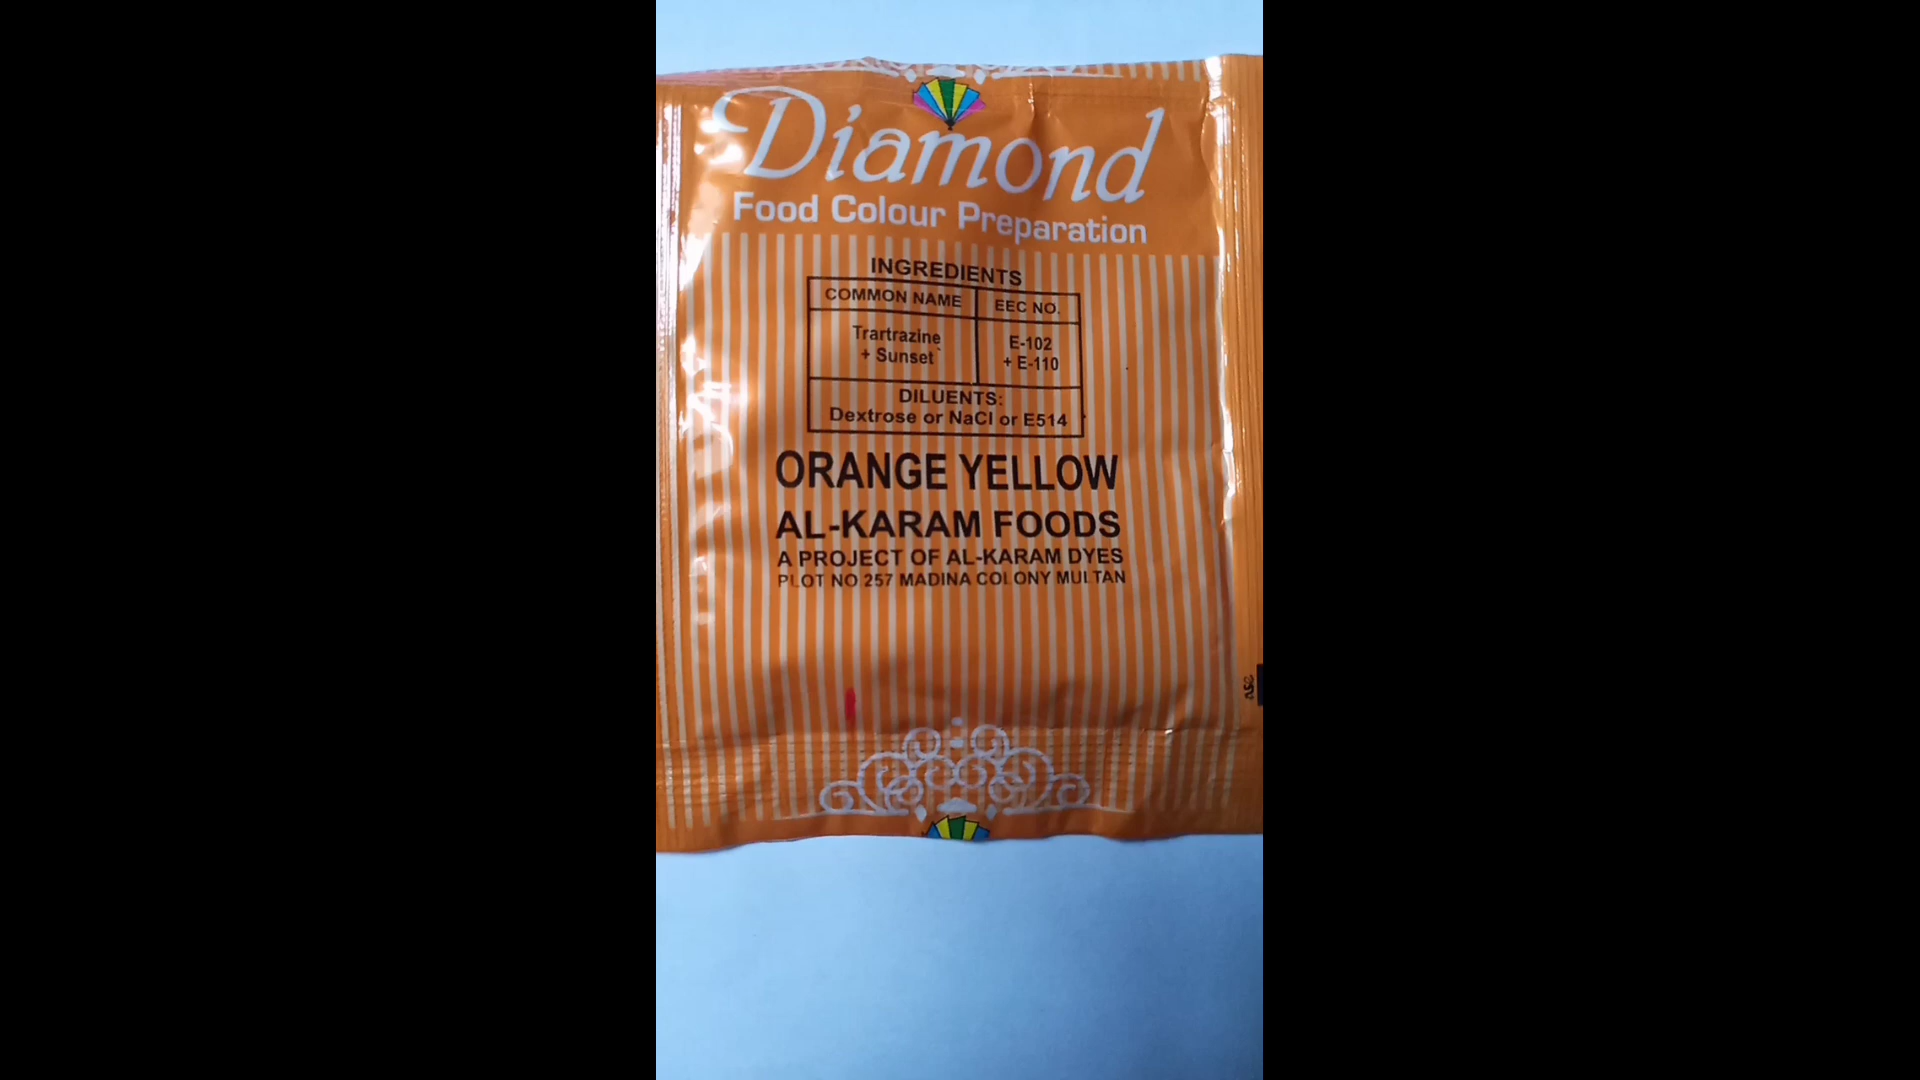 Diamond
Food Colour Preparation
INGREDIENTS
COMMON NAME EEC NO.
Trartrazine E-102
+ Sunset + E-110
DILUENTS:
Dextrose or NaCl or E514
ORANGE YELLOW
AL-KARAM FOODS
A PROJECT OF AL-KARAM DYES
PLOT NO 257 MADINA COLONY MULTAN